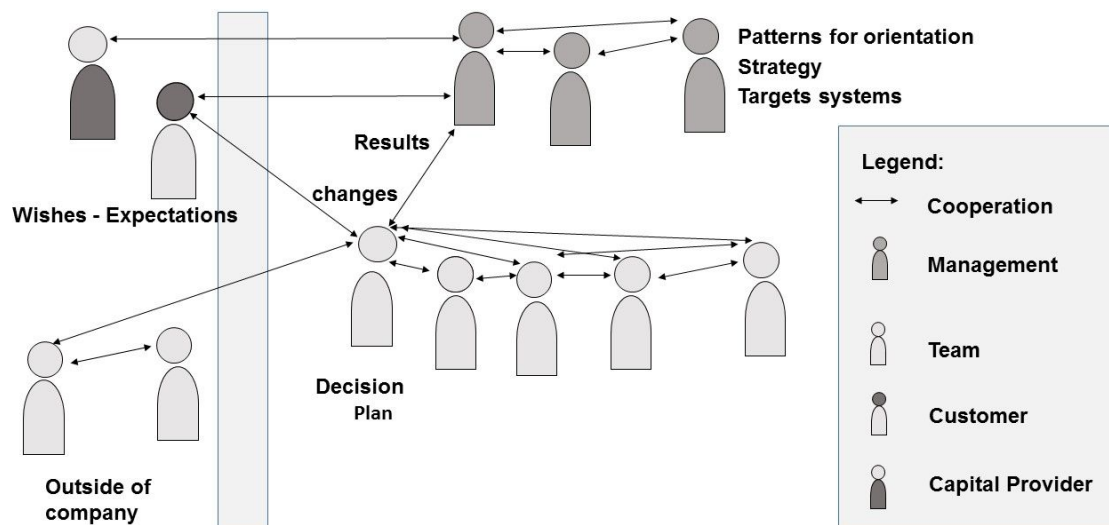 Patterns for orientation
Strategy
Targets systems
Results
changes
Wishes - Expectations
Decision
Plan
Outside of
company
Legend:
Cooperation
Management
Team
Customer
Capital Provider